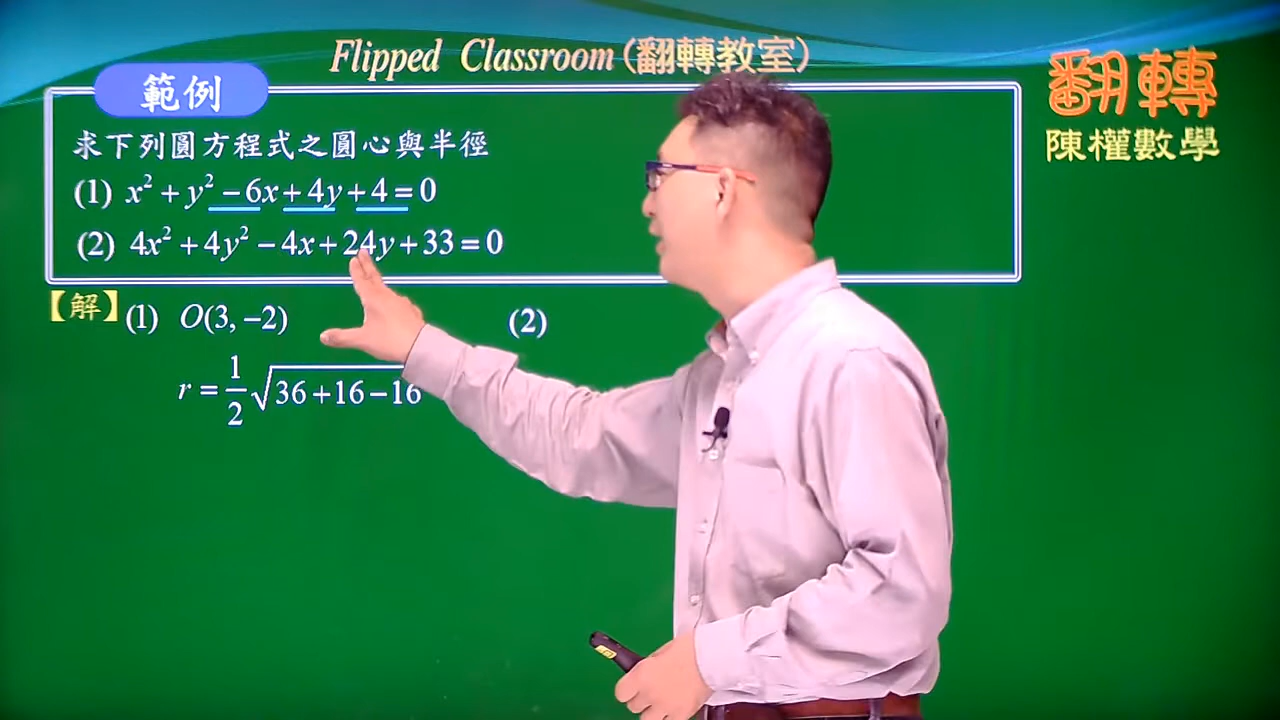 Flipped Classroom(翻轉教室)
翻轉
陳權數學
範例
求下列圓方程式之圓心與半徑
(1) x² + y² − 6x + 4y + 4 = 0
(2) 4x² + 4y² − 4x + 24y + 33 = 0
【解】(1) O(3, −2) (2)
r = 1/2 √36 + 16 − 16